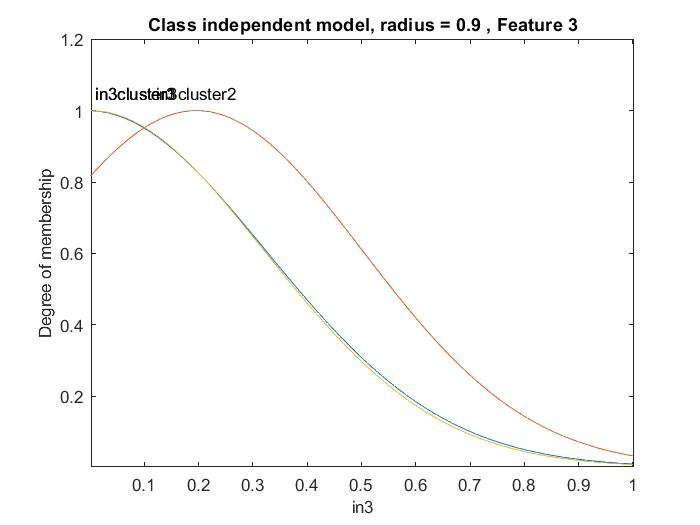 Class independent model, radius = 0.9 , Feature 3
1.2
in3cluster3 in3cluster2
1
0.8
0.6
0.4
0.2
Degree of membership
0.1 0.2 0.3 0.4 0.5 0.6 0.7 0.8 0.9 1
in3